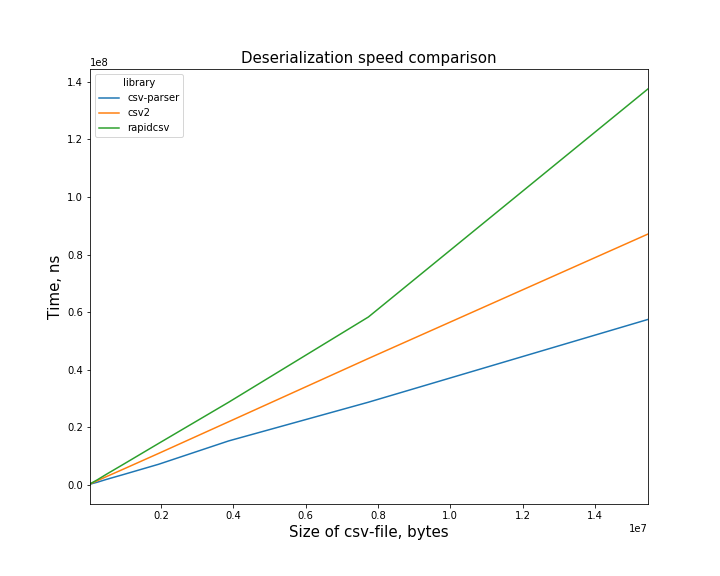 Deserialization speed comparison
1e8
library
csv-parser
csv2
rapidcsv
1.4
1.2
1.0
0.8
0.6
0.4
0.2
0.0
Time, ns
0.2 0.4 0.6 0.8 1.0 1.2 1.4
1e7
Size of csv-file, bytes